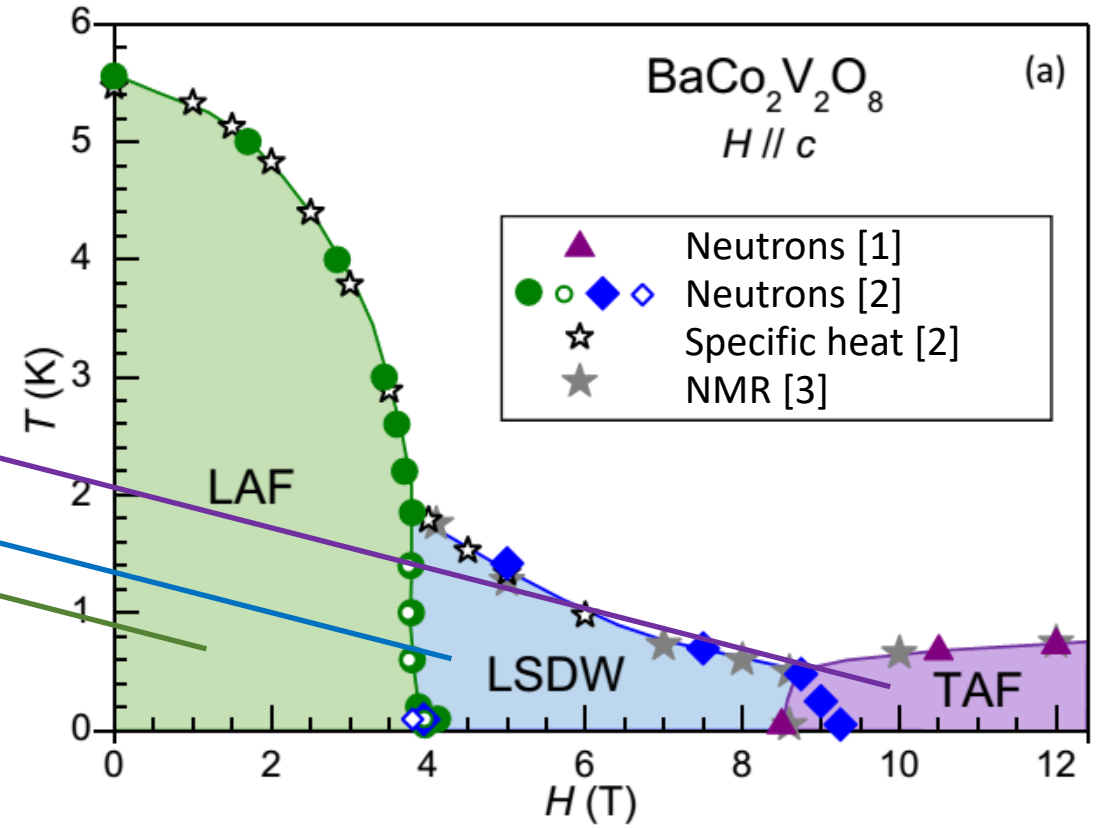 6
BaCo₂V₂O₈
(a)
5
H // c
Neutrons [1]
4
Neutrons [2]
Specific heat [2]
NMR [3]
3
T (K)
2
LAF
1
LSDW
TAF
0
0 2 4 6 8 10 12
H (T)